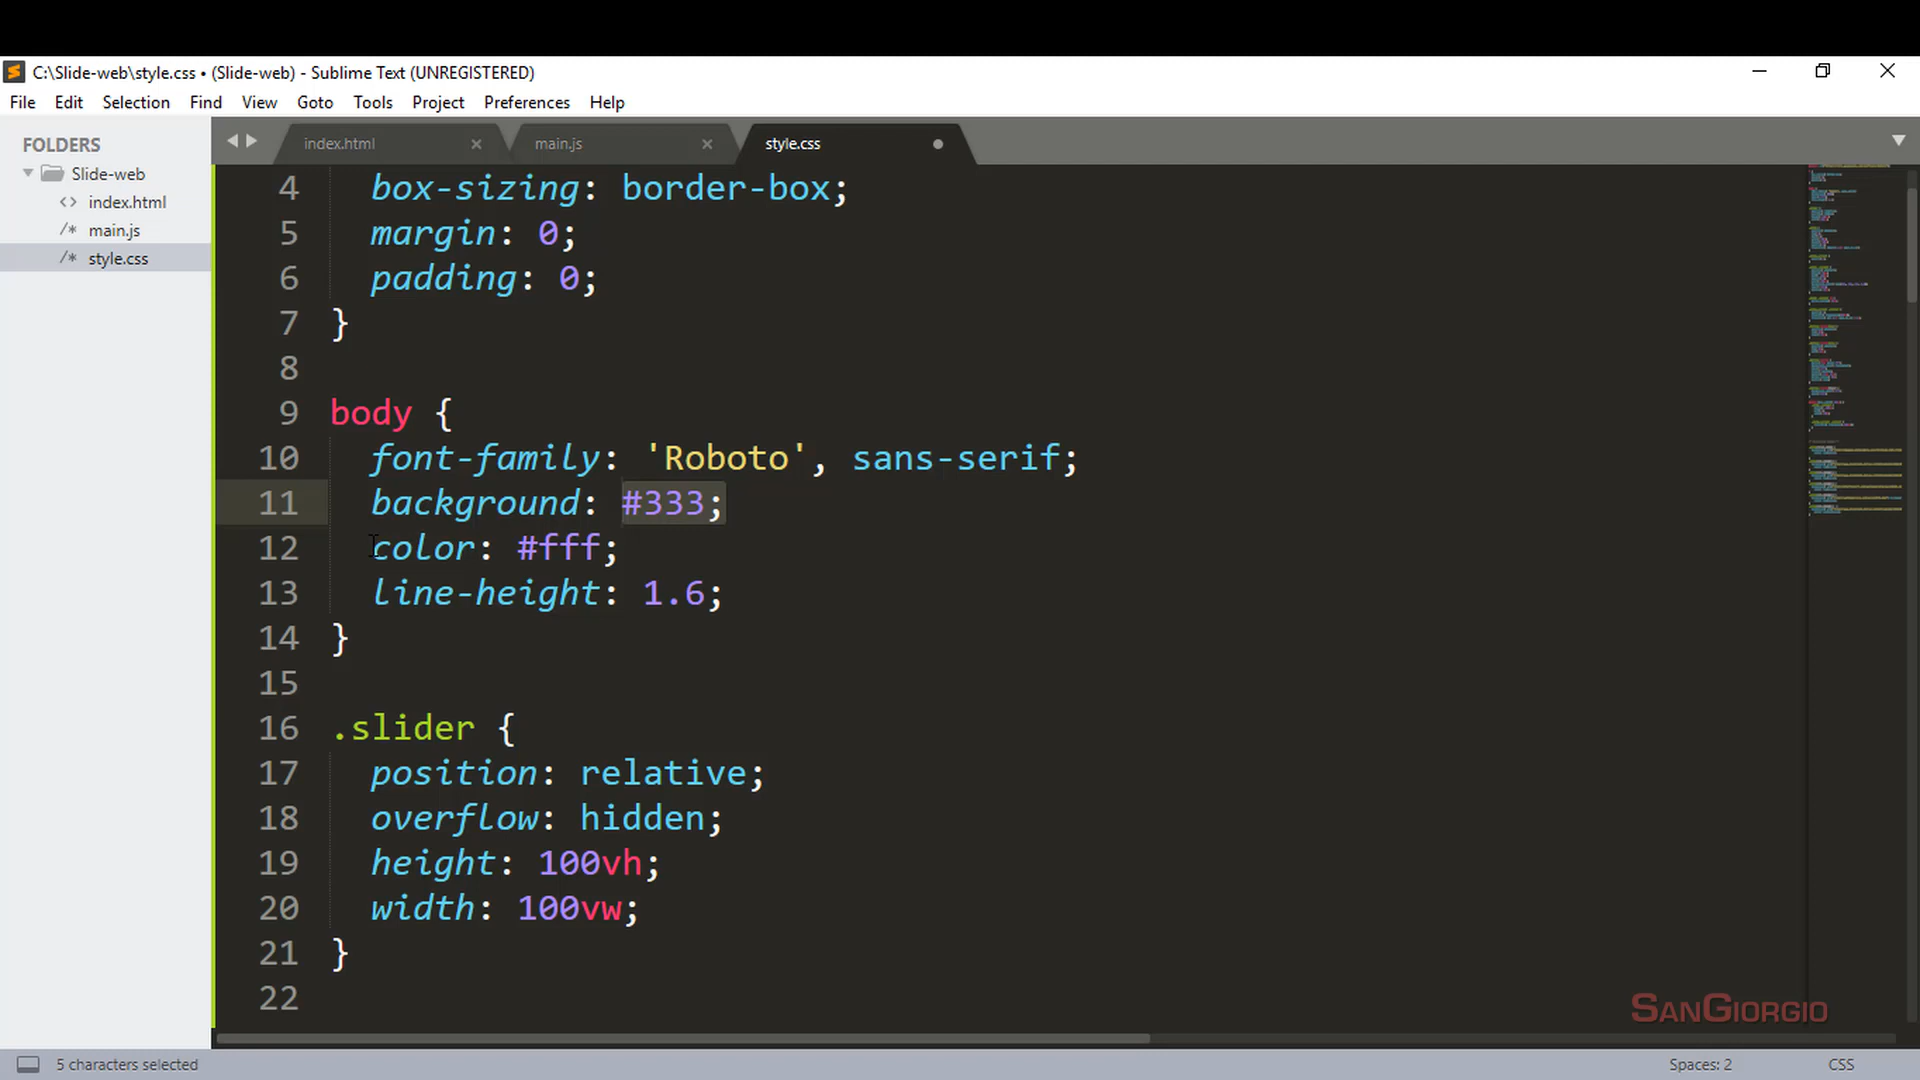 C:\Slide-web\style.css • (Slide-web) - Sublime Text (UNREGISTERED)
File Edit Selection Find View Goto Tools Project Preferences Help
FOLDERS
Slide-web
<> index.html
/* main.js
/* style.css
index.html × main.js × style.css
4 box-sizing: border-box;
5 margin: 0;
6 padding: 0;
7 }
8
9 body {
10 font-family: 'Roboto', sans-serif;
11 background: #333;
12 color: #fff;
13 line-height: 1.6;
14 }
15
16 .slider {
17 position: relative;
18 overflow: hidden;
19 height: 100vh;
20 width: 100vw;
21 }
22
SANGIORGIO
5 characters selected Spaces: 2 CSS